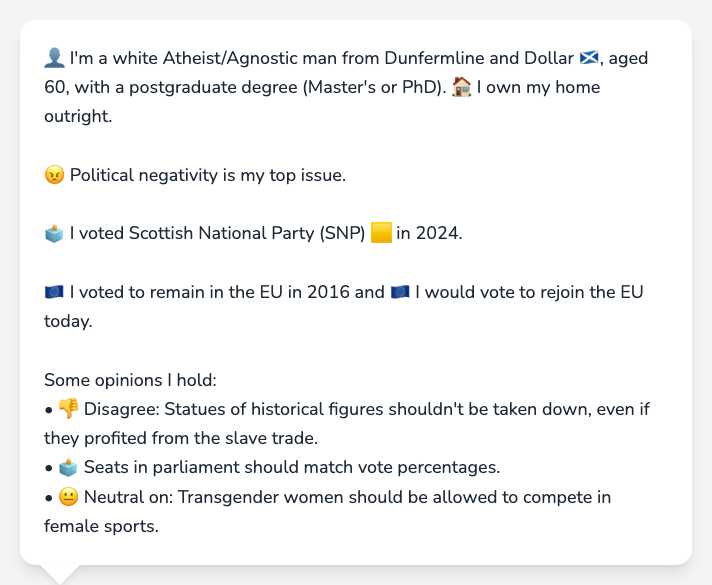 👤 I'm a white Atheist/Agnostic man from Dunfermline and Dollar 🏴󠁧󠁢󠁳󠁣󠁴󠁿, aged
60, with a postgraduate degree (Master's or PhD). 🏠 I own my home
outright.
😠 Political negativity is my top issue.
🗳️ I voted Scottish National Party (SNP) 🟨 in 2024.
🇪🇺 I voted to remain in the EU in 2016 and 🇪🇺 I would vote to rejoin the EU
today.
Some opinions I hold:
• 👎 Disagree: Statues of historical figures shouldn't be taken down, even if
they profited from the slave trade.
• 🗳️ Seats in parliament should match vote percentages.
• 😐 Neutral on: Transgender women should be allowed to compete in
female sports.